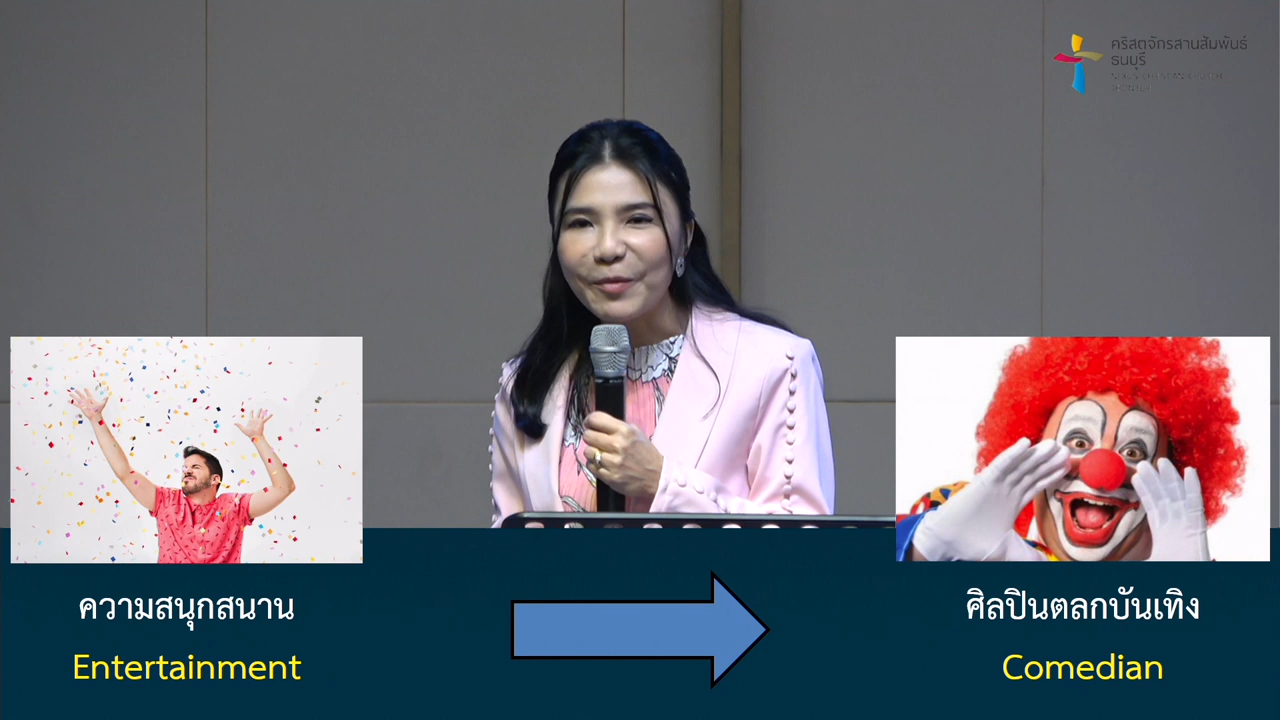 คริสตจักรสานสัมพันธ์
ธนบุรี
ความสนุกสนาน
Entertainment
ศิลปินตลกบันเทิง
Comedian